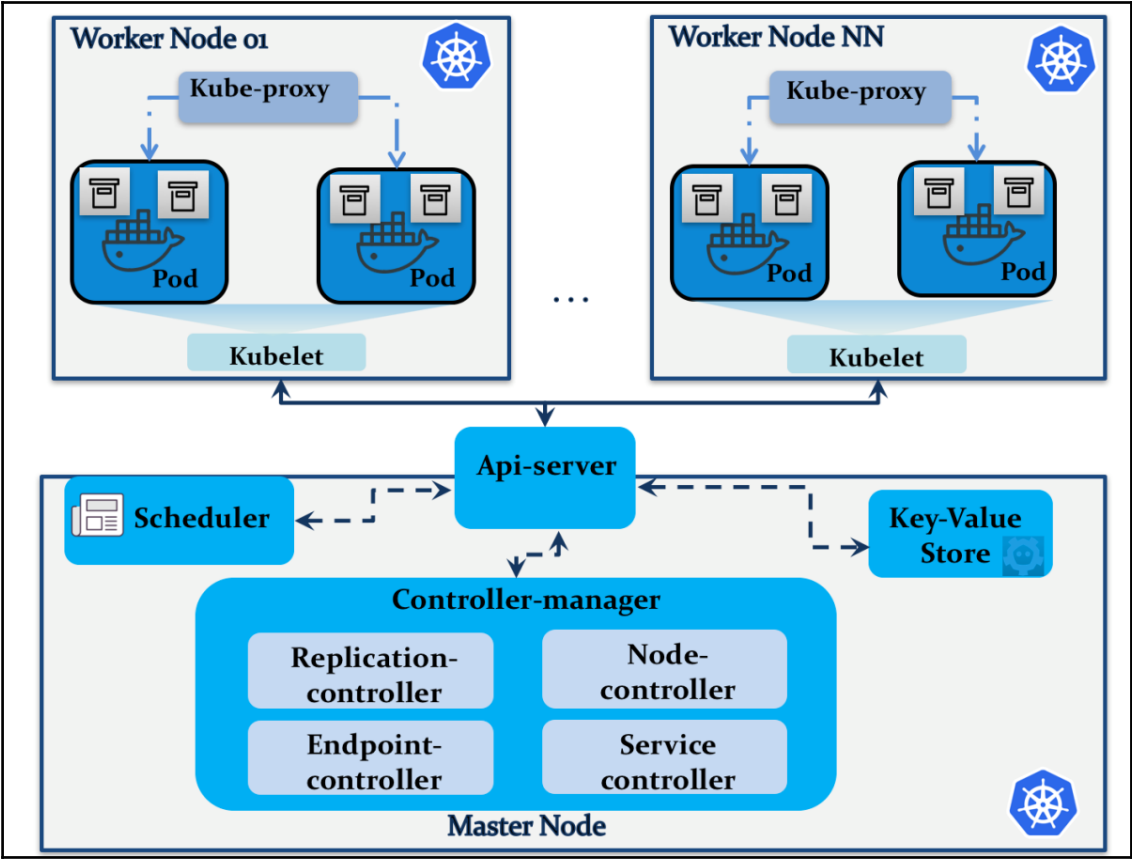 Worker Node 01
Kube-proxy
Pod
Pod
Kubelet
...
Worker Node NN
Kube-proxy
Pod
Pod
Kubelet
Api-server
Scheduler
Key-Value
Store
Controller-manager
Replication-
controller
Node-
controller
Endpoint-
controller
Service
controller
Master Node